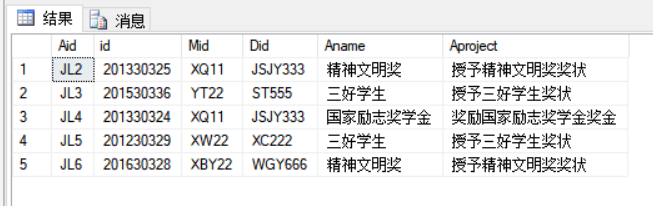 结果 消息
Aid id Mid Did Aname Aproject
1 JL2 201330325 XQ11 JSJY333 精神文明奖 授予精神文明奖奖状
2 JL3 201530336 YT22 ST555 三好学生 授予三好学生奖状
3 JL4 201330324 XQ11 JSJY333 国家励志奖学金 奖励国家励志奖学金奖金
4 JL5 201230329 XW22 XC222 三好学生 授予三好学生奖状
5 JL6 201630328 XBY22 WGY666 精神文明奖 授予精神文明奖奖状